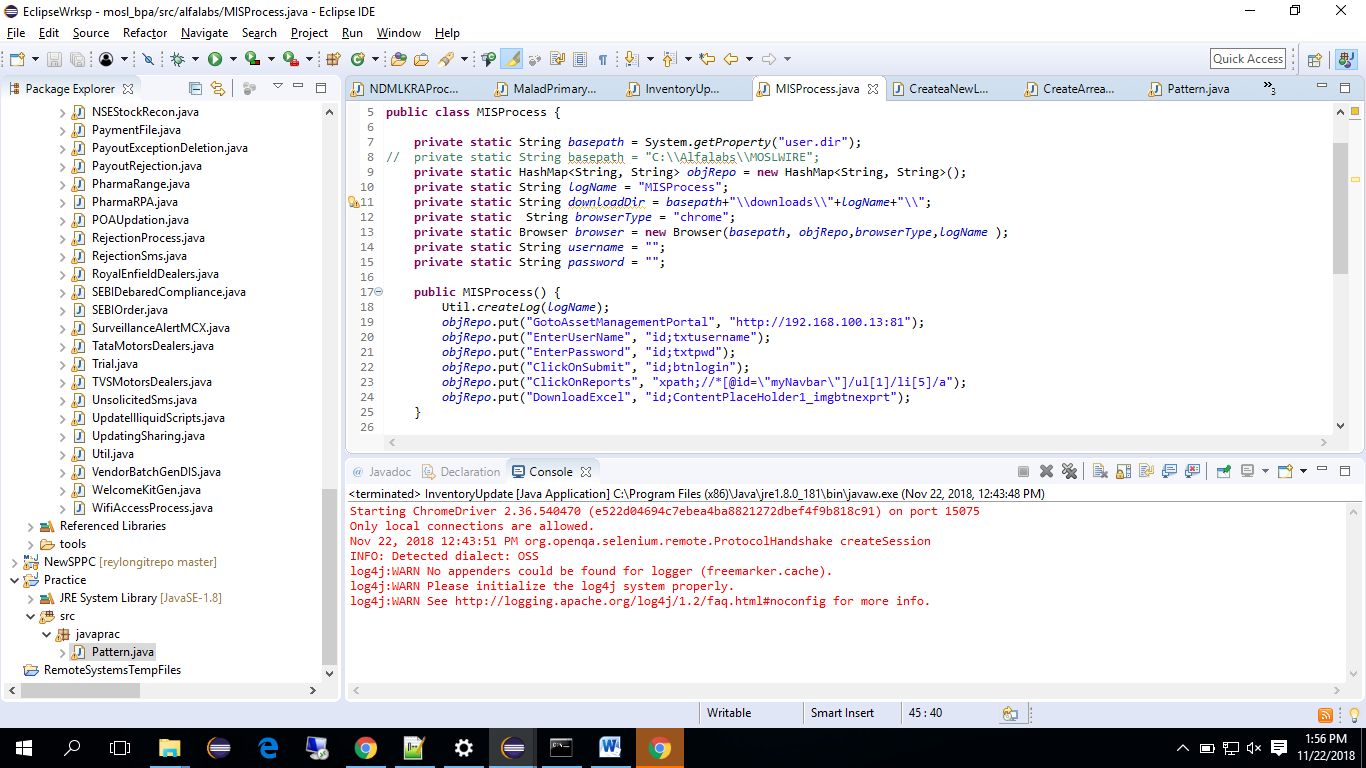 EclipseWrksp - mosl_bpa/src/alfalabs/MISProcess.java - Eclipse IDE
File Edit Source Refactor Navigate Search Project Run Window Help
Quick Access
Package Explorer
NSEStockRecon.java
PaymentFile.java
PayoutExceptionDeletion.java
PayoutRejection.java
PharmaRange.java
PharmaRPA.java
POAUpdation.java
RejectionProcess.java
RejectionSms.java
RoyalEnfieldDealers.java
SEBIDebaredCompliance.java
SEBIOrder.java
SurveillanceAlertMCX.java
TataMotorsDealers.java
Trial.java
TVSMotorsDealers.java
UnsolicitedSms.java
UpdateIlliquidScripts.java
UpdatingSharing.java
Util.java
VendorBatchGenDIS.java
WelcomeKitGen.java
WifiAccessProcess.java
Referenced Libraries
tools
NewSPPC [reylongitrepo master]
Practice
JRE System Library [JavaSE-1.8]
src
javaprac
Pattern.java
RemoteSystemsTempFiles
NDMLKRAProc... MaladPrimary... InventoryUp... MISProcess.java CreateaNewL... CreateArrea... Pattern.java »3
5 public class MISProcess {
6
7 private static String basepath = System.getProperty("user.dir");
8 // private static String basepath = "C:\\Alfalabs\\MOSLWIRE";
9 private static HashMap<String, String> objRepo = new HashMap<String, String>();
10 private static String logName = "MISProcess";
11 private static String downloadDir = basepath+"\\downloads\\"+logName+"\\";
12 private static  String browserType = "chrome";
13 private static Browser browser = new Browser(basepath, objRepo,browserType,logName );
14 private static String username = "";
15 private static String password = "";
16
17 public MISProcess() {
18 Util.createLog(logName);
19 objRepo.put("GotoAssetManagementPortal", "http://192.168.100.13:81");
20 objRepo.put("EnterUserName", "id;txtusername");
21 objRepo.put("EnterPassword", "id;txtpwd");
22 objRepo.put("ClickOnSubmit", "id;btnlogin");
23 objRepo.put("ClickOnReports", "xpath;//*[@id=\"myNavbar\"]/ul[1]/li[5]/a");
24 objRepo.put("DownloadExcel", "id;ContentPlaceHolder1_imgbtnexprt");
25 }
26
Javadoc Declaration Console
<terminated> InventoryUpdate [Java Application] C:\Program Files (x86)\Java\jre1.8.0_181\bin\javaw.exe (Nov 22, 2018, 12:43:48 PM)
Starting ChromeDriver 2.36.540470 (e522d04694c7ebea4ba8821272dbef4f9b818c91) on port 15075
Only local connections are allowed.
Nov 22, 2018 12:43:51 PM org.openqa.selenium.remote.ProtocolHandshake createSession
INFO: Detected dialect: OSS
log4j:WARN No appenders could be found for logger (freemarker.cache).
log4j:WARN Please initialize the log4j system properly.
log4j:WARN See http://logging.apache.org/log4j/1.2/faq.html#noconfig for more info.
Writable Smart Insert 45 : 40
1:56 PM
11/22/2018